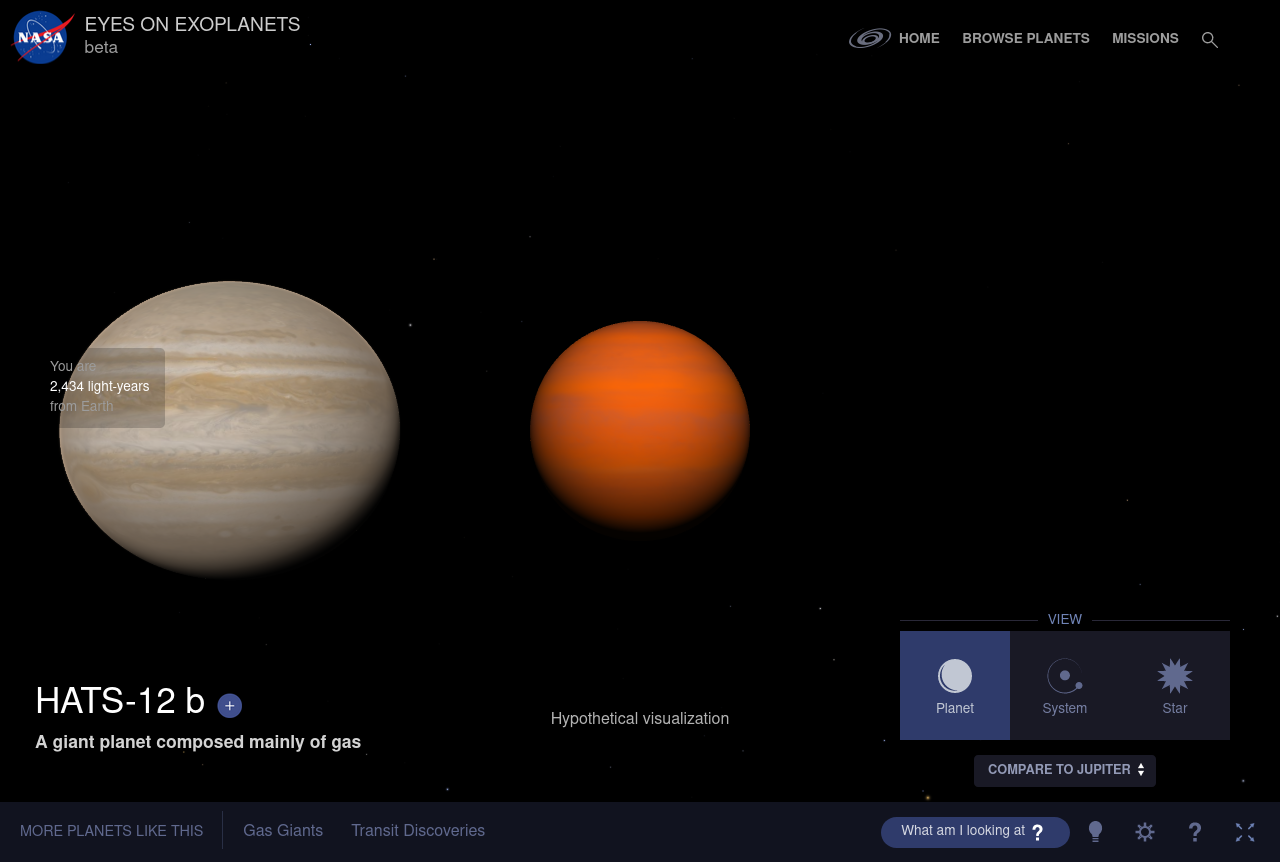 NASA
EYES ON EXOPLANETS
beta
HOME
BROWSE PLANETS
MISSIONS
You are
2,434 light-years
from Earth
HATS-12 b +
A giant planet composed mainly of gas
Hypothetical visualization
VIEW
Planet
System
Star
COMPARE TO JUPITER
MORE PLANETS LIKE THIS
Gas Giants
Transit Discoveries
What am I looking at ?
?